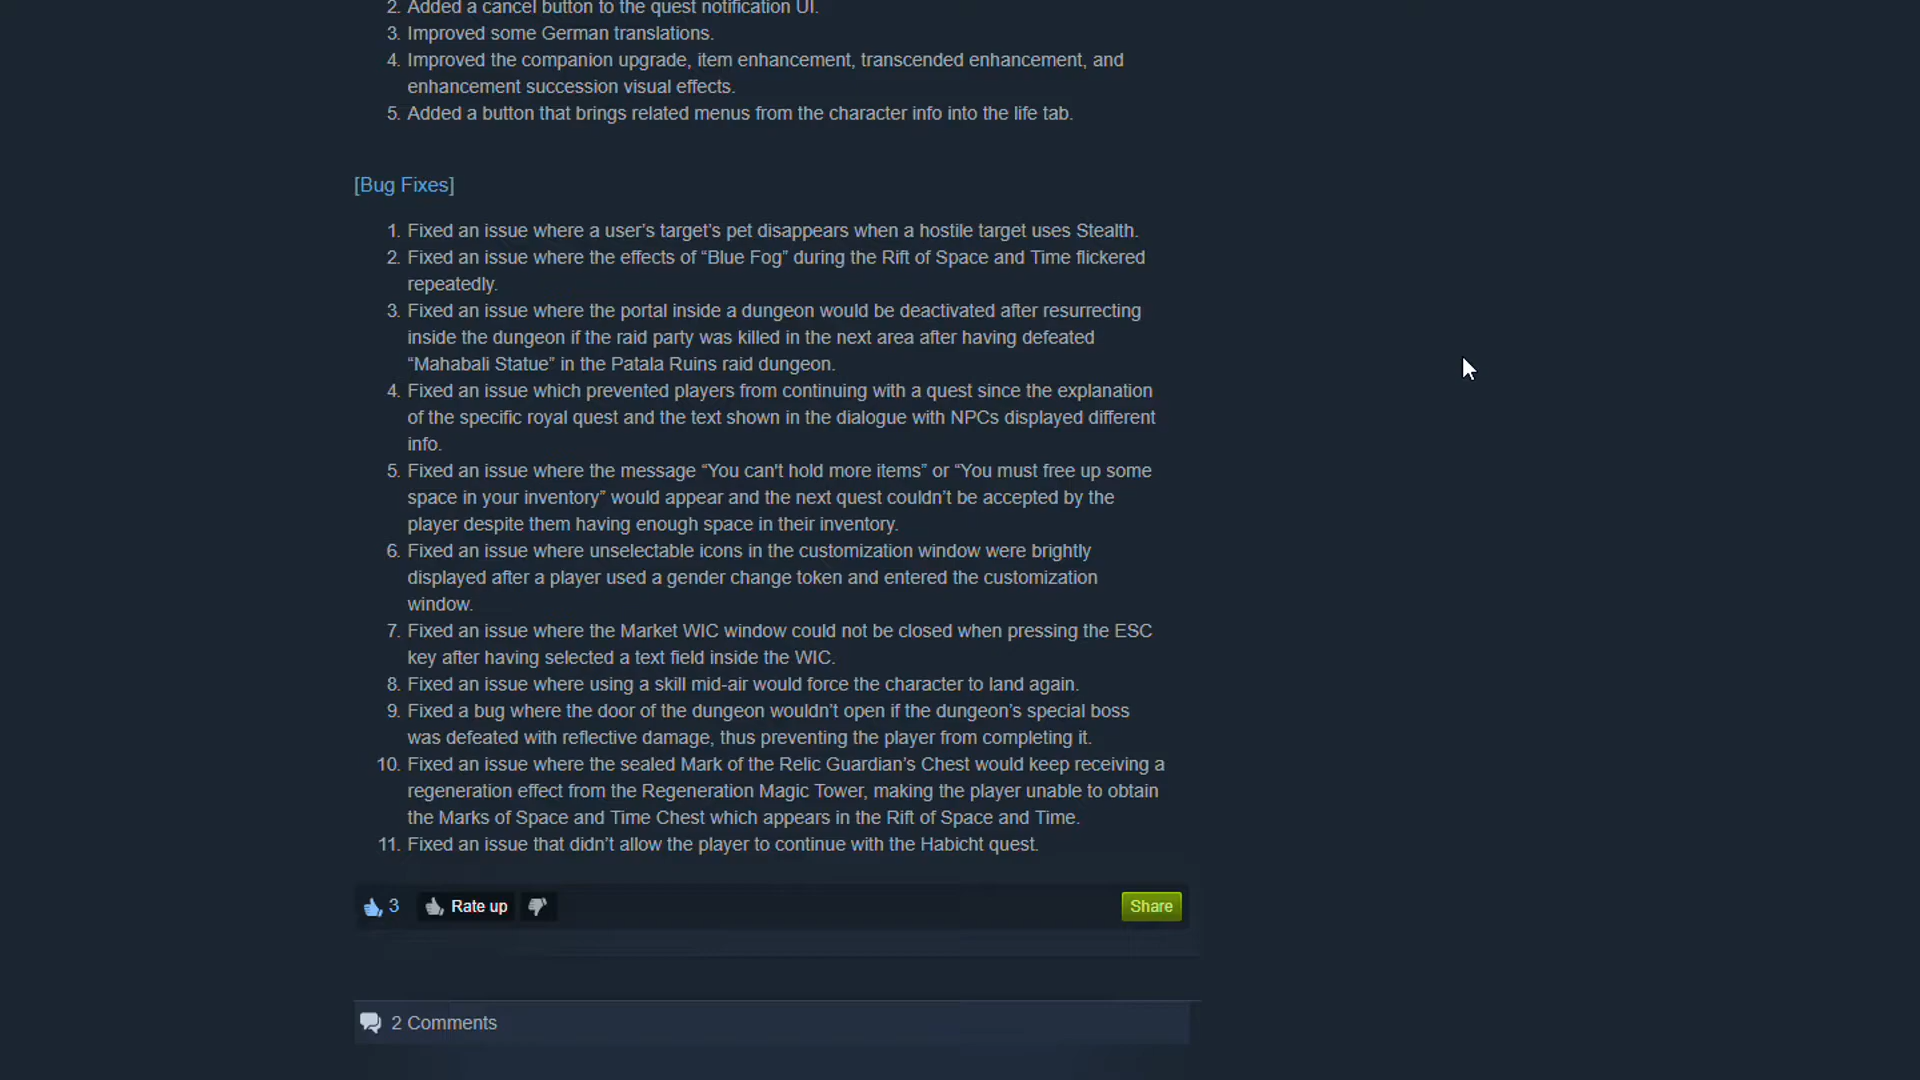 2. Added a cancel button to the quest notification UI.
3. Improved some German translations.
4. Improved the companion upgrade, item enhancement, transcended enhancement, and
enhancement succession visual effects.
5. Added a button that brings related menus from the character info into the life tab.
[Bug Fixes]
1. Fixed an issue where a user’s target’s pet disappears when a hostile target uses Stealth.
2. Fixed an issue where the effects of “Blue Fog” during the Rift of Space and Time flickered
repeatedly.
3. Fixed an issue where the portal inside a dungeon would be deactivated after resurrecting
inside the dungeon if the raid party was killed in the next area after having defeated
“Mahabali Statue” in the Patala Ruins raid dungeon.
4. Fixed an issue which prevented players from continuing with a quest since the explanation
of the specific royal quest and the text shown in the dialogue with NPCs displayed different
info.
5. Fixed an issue where the message “You can't hold more items” or “You must free up some
space in your inventory” would appear and the next quest couldn’t be accepted by the
player despite them having enough space in their inventory.
6. Fixed an issue where unselectable icons in the customization window were brightly
displayed after a player used a gender change token and entered the customization
window.
7. Fixed an issue where the Market WIC window could not be closed when pressing the ESC
key after having selected a text field inside the WIC.
8. Fixed an issue where using a skill mid-air would force the character to land again.
9. Fixed a bug where the door of the dungeon wouldn’t open if the dungeon’s special boss
was defeated with reflective damage, thus preventing the player from completing it.
10. Fixed an issue where the sealed Mark of the Relic Guardian’s Chest would keep receiving a
regeneration effect from the Regeneration Magic Tower, making the player unable to obtain
the Marks of Space and Time Chest which appears in the Rift of Space and Time.
11. Fixed an issue that didn’t allow the player to continue with the Habicht quest.
3 Rate up Share
2 Comments